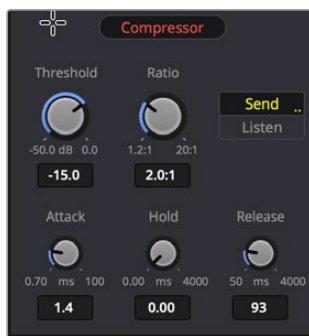 Compressor
Threshold Ratio
-50.0 dB 0.0 1.2:1 20:1
Send ..
Listen
-15.0 2.0:1
Attack Hold Release
0.70 ms 100 0.00 ms 4000 50 ms 4000
1.4 0.00 93